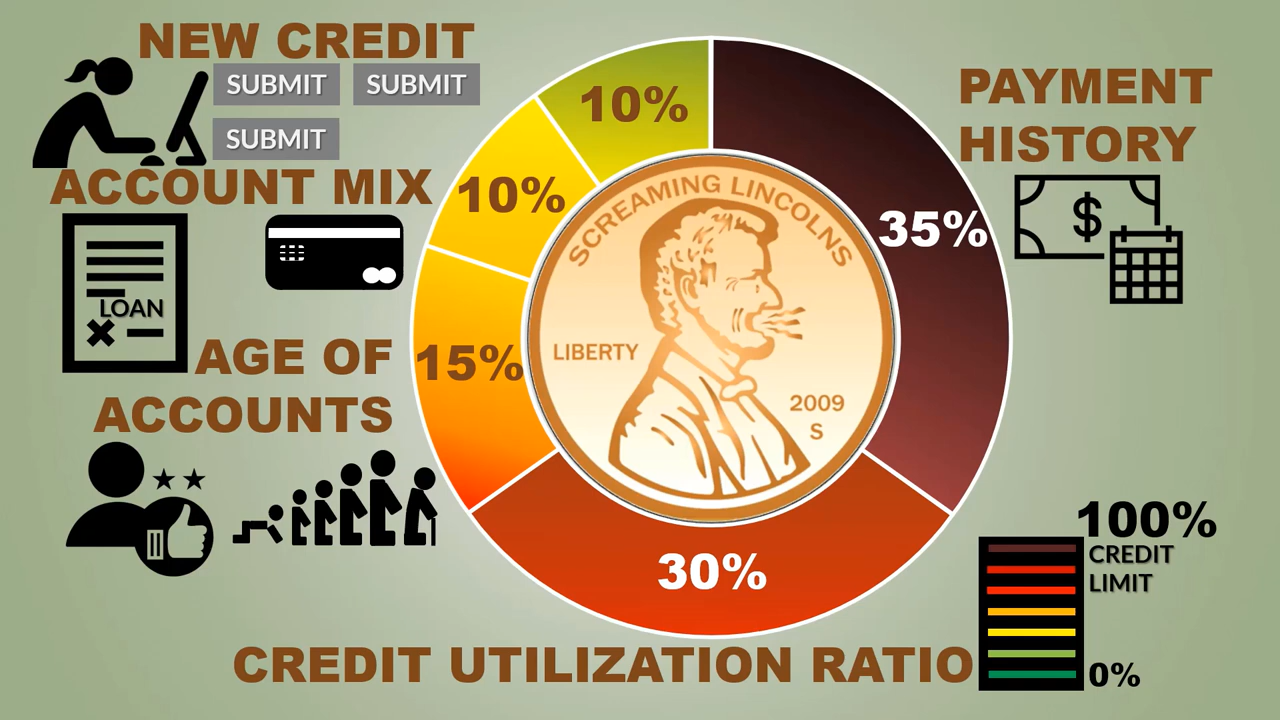 NEW CREDIT
SUBMIT SUBMIT
SUBMIT
ACCOUNT MIX
LOAN
AGE OF
ACCOUNTS
10%
10%
15%
35%
30%
SCREAMING LINCOLNS
LIBERTY
2009
S
PAYMENT
HISTORY
$
100%
CREDIT
LIMIT
0%
CREDIT UTILIZATION RATIO